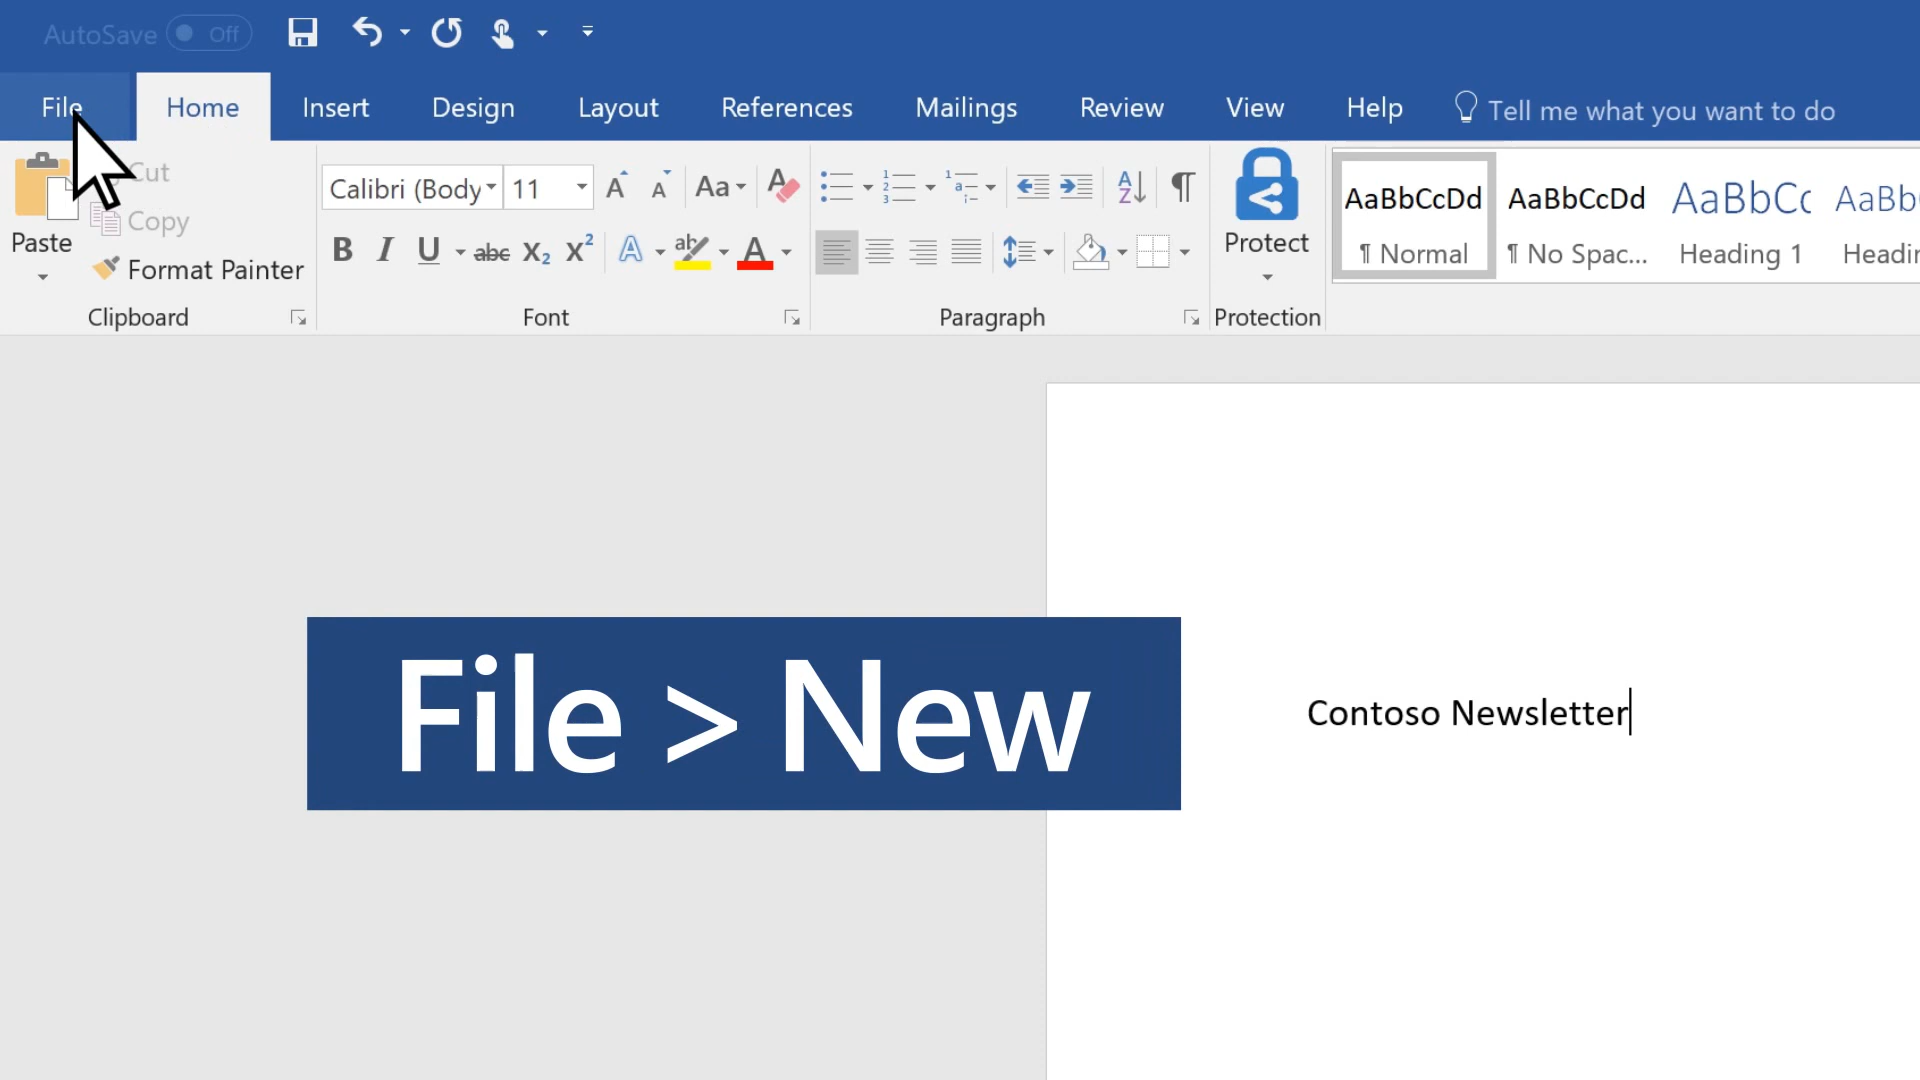 AutoSave Off
File Home Insert Design Layout References Mailings Review View Help Tell me what you want to do
Cut
Copy
Paste
Format Painter
Clipboard
Calibri (Body 11
Font
Paragraph
Protect
Protection
AaBbCcDd AaBbCcDd AaBbCc AaBb
¶ Normal ¶ No Spac... Heading 1 Headin
File > New
Contoso Newsletter